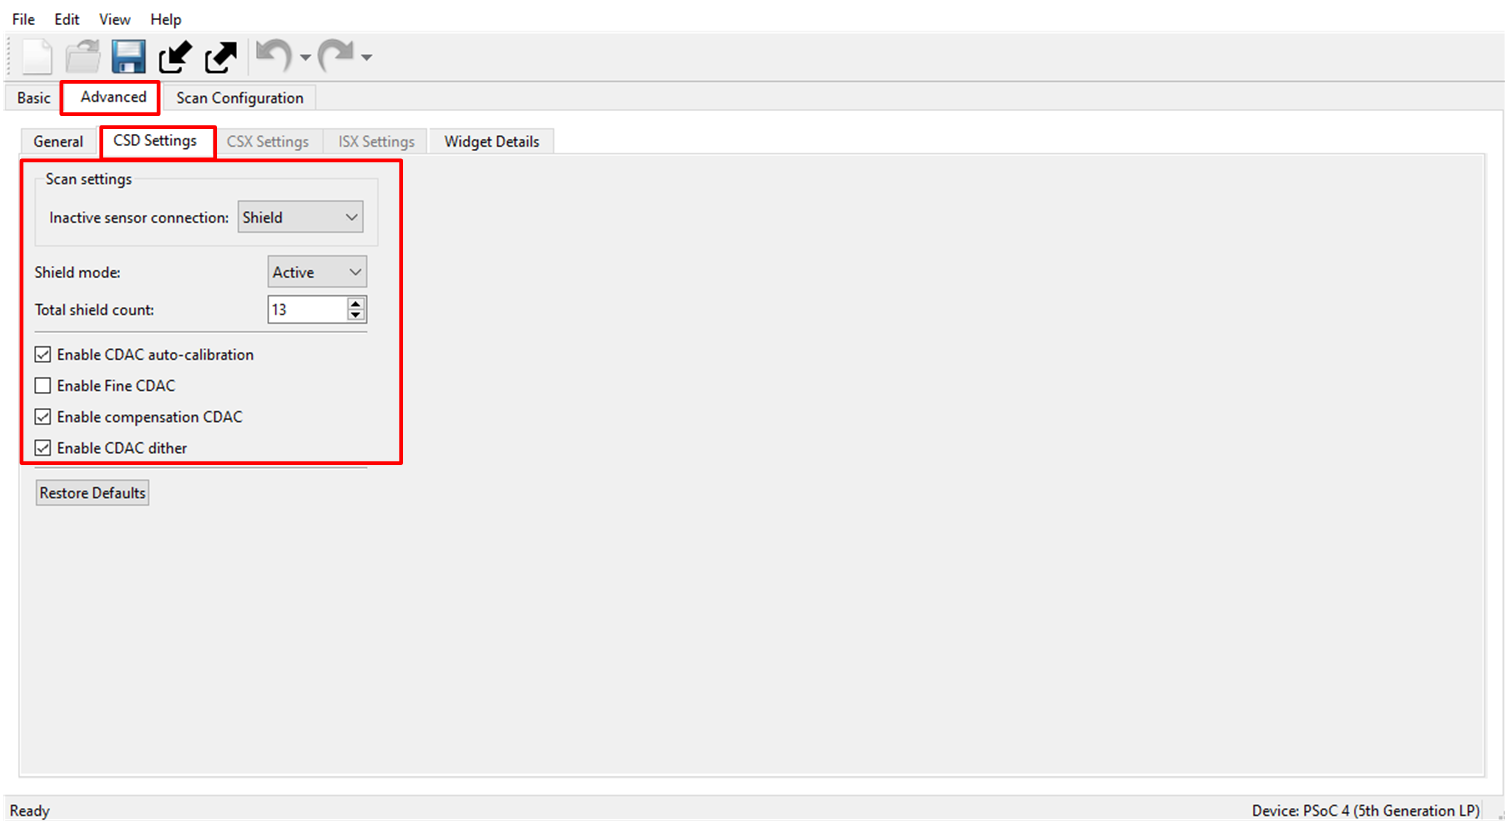 File Edit View Help
Basic Advanced Scan Configuration
General CSD Settings CSX Settings ISX Settings Widget Details
Scan settings
Inactive sensor connection: Shield
Shield mode: Active
Total shield count: 13
Enable CDAC auto-calibration
Enable Fine CDAC
Enable compensation CDAC
Enable CDAC dither
Restore Defaults
Ready Device: PSoC 4 (5th Generation LP)